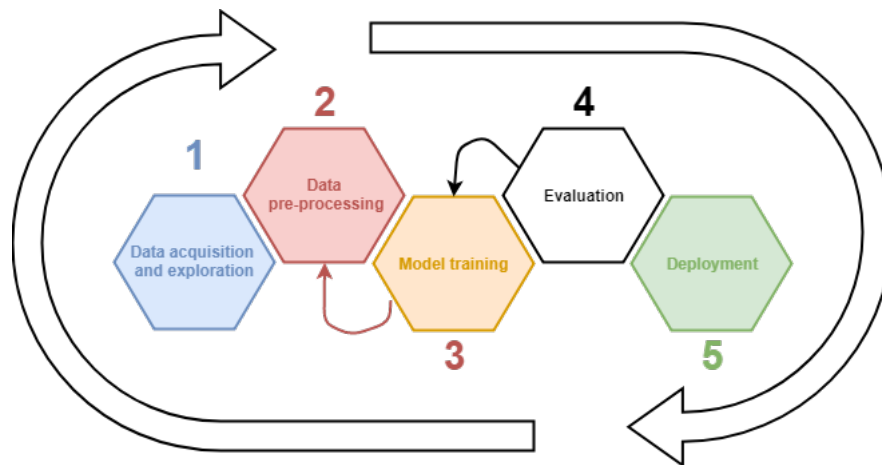 1
Data acquisition
and exploration
2
Data
pre-processing
Model training
3
4
Evaluation
Deployment
5